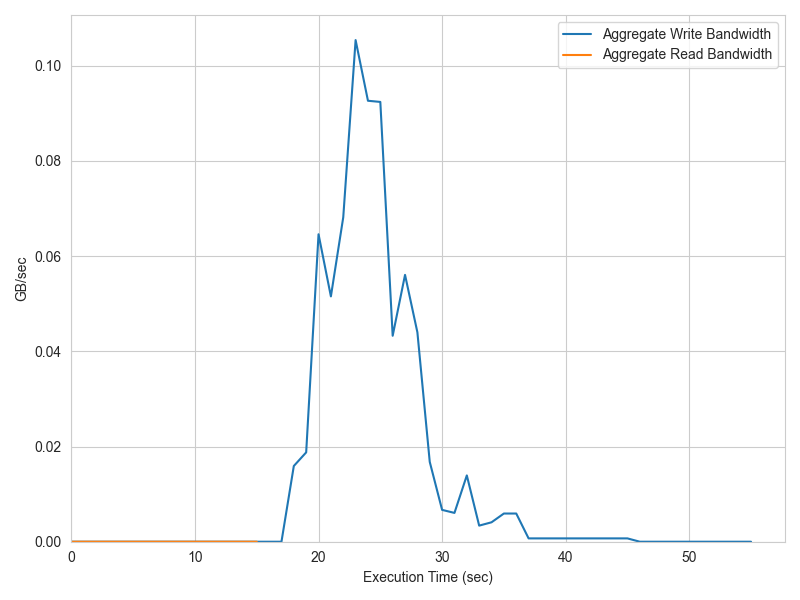 Aggregate Write Bandwidth
Aggregate Read Bandwidth
GB/sec
0.10
0.08
0.06
0.04
0.02
0.00
0 10 20 30 40 50
Execution Time (sec)